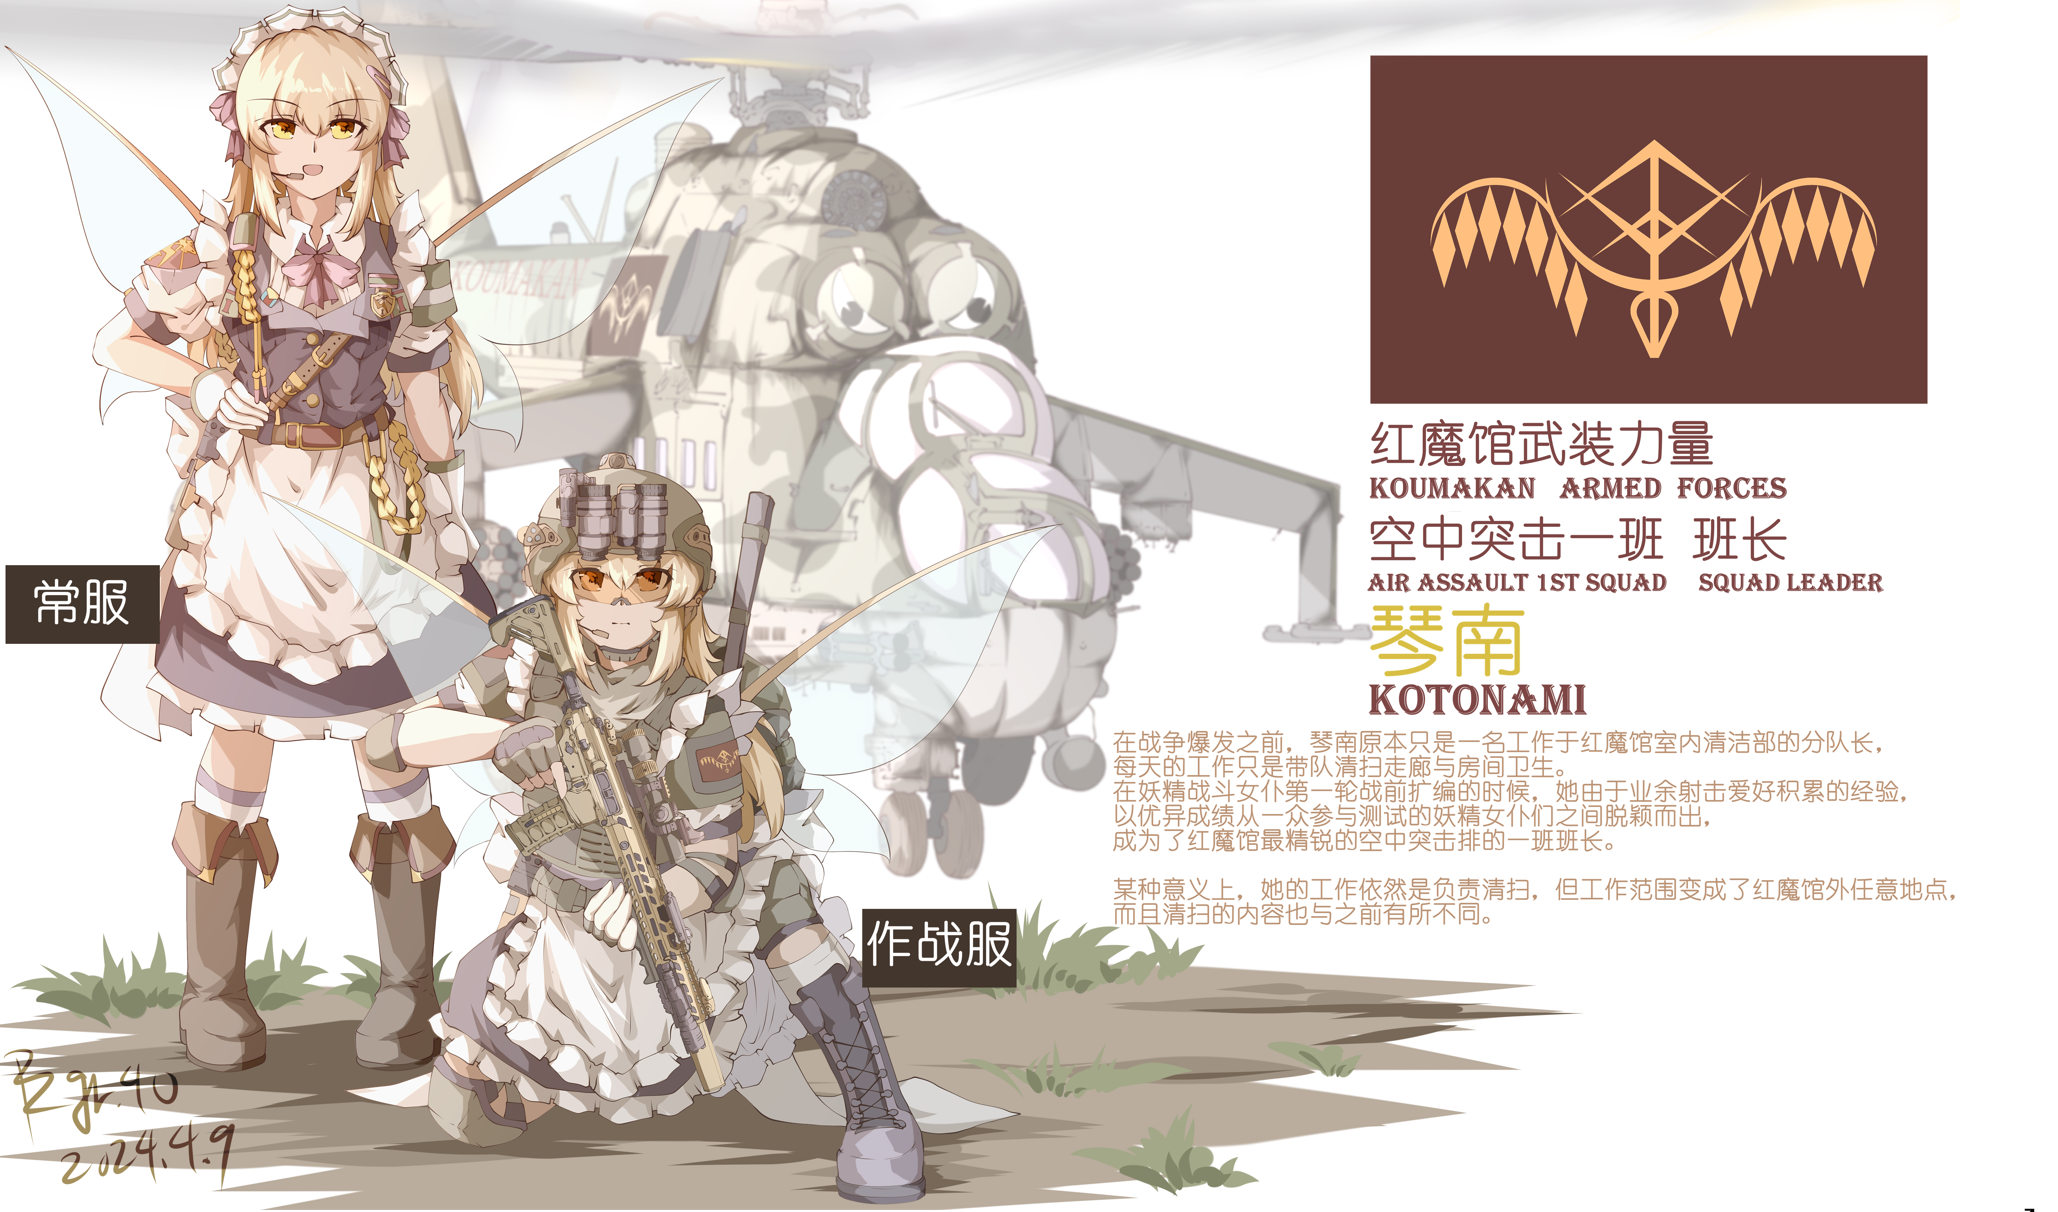 KOUMAKAN
红魔馆武装力量
KOUMAKAN ARMED FORCES
空中突击一班 班长
AIR ASSAULT 1ST SQUAD SQUAD LEADER
琴南
KOTONAMI
在战争爆发之前，琴南原本只是一名工作于红魔馆室内清洁部的分队长，
每天的工作只是带队清扫走廊与房间卫生。
在妖精战斗女仆第一轮战前扩编的时候，她由于业余射击爱好积累的经验，
以优异成绩从一众参与测试的妖精女仆们之间脱颖而出，
成为了红魔馆最精锐的空中突击排的一班班长。
某种意义上，她的工作依然是负责清扫，但工作范围变成了红魔馆外任意地点，
而且清扫的内容也与之前有所不同。
常服
作战服
2024.4.9